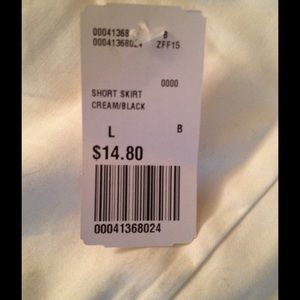 00041368 B
00041368024 ZFF15
0000
SHORT SKIRT
CREAM/BLACK
L B
$14.80
00041368024